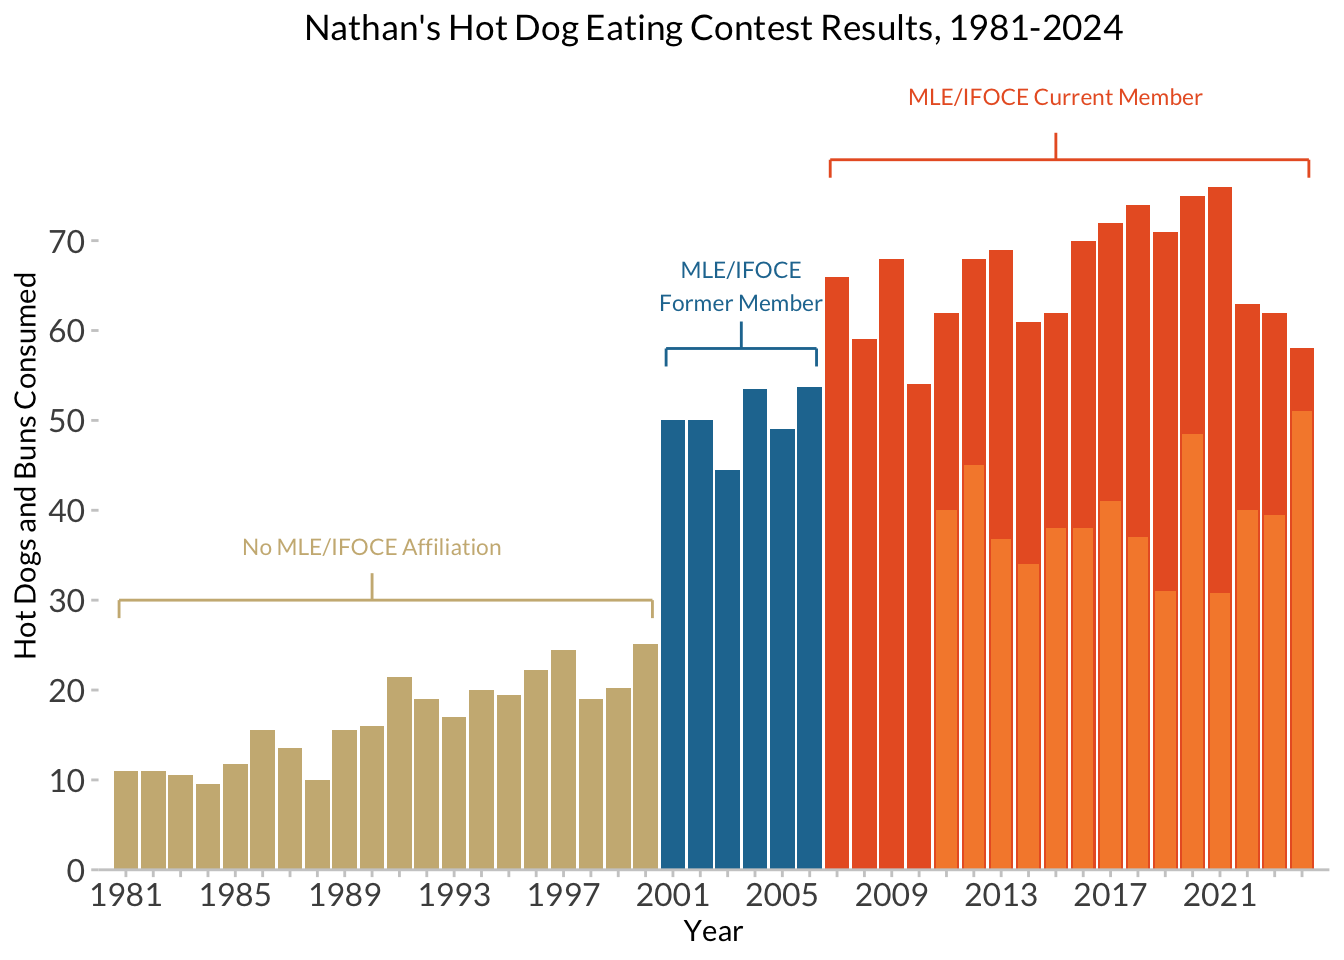 Nathan's Hot Dog Eating Contest Results, 1981-2024
MLE/IFOCE Current Member
MLE/IFOCE
Former Member
No MLE/IFOCE Affiliation
Hot Dogs and Buns Consumed
70
60
50
40
30
20
10
0
1981 1985 1989 1993 1997 2001 2005 2009 2013 2017 2021
Year